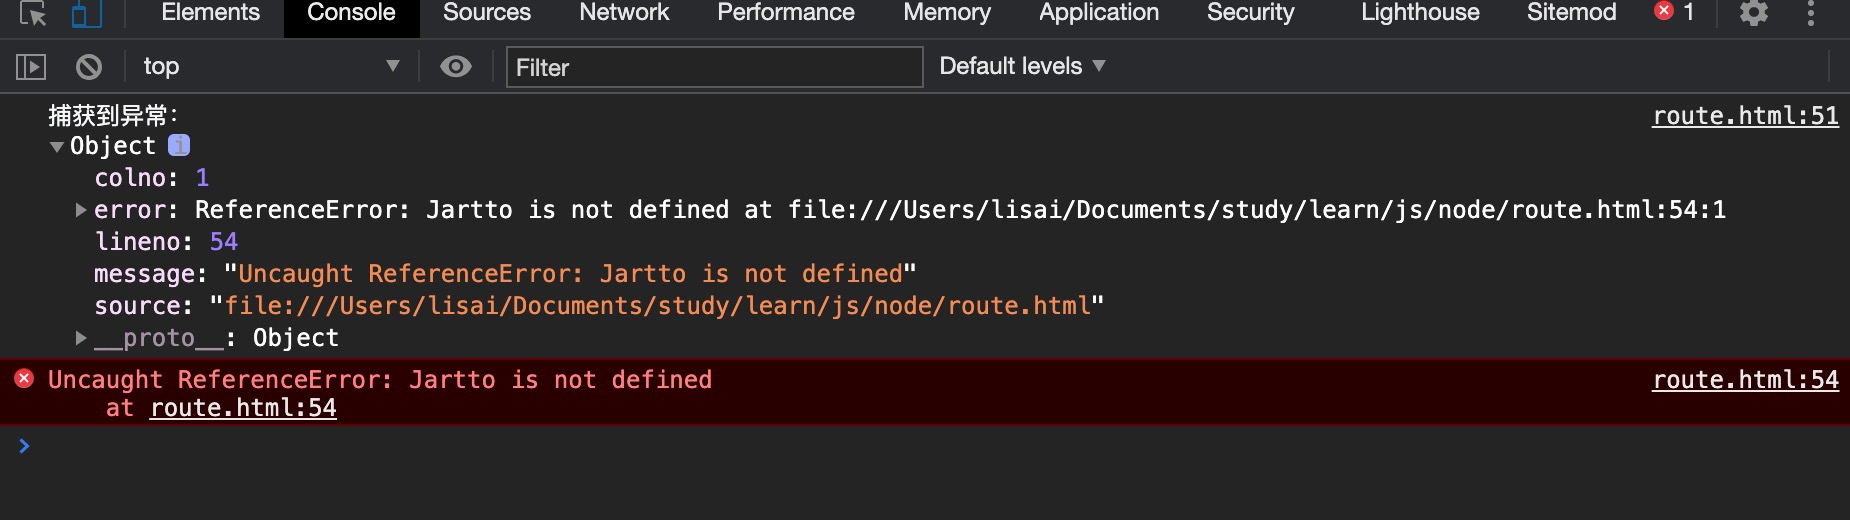 Elements Console Sources Network Performance Memory Application Security Lighthouse Sitemod 1
top Filter Default levels
捕获到异常: route.html:51
Object i
colno: 1
error: ReferenceError: Jartto is not defined at file:///Users/lisai/Documents/study/learn/js/node/route.html:54:1
lineno: 54
message: "Uncaught ReferenceError: Jartto is not defined"
source: "file:///Users/lisai/Documents/study/learn/js/node/route.html"
__proto__: Object
Uncaught ReferenceError: Jartto is not defined route.html:54
at route.html:54